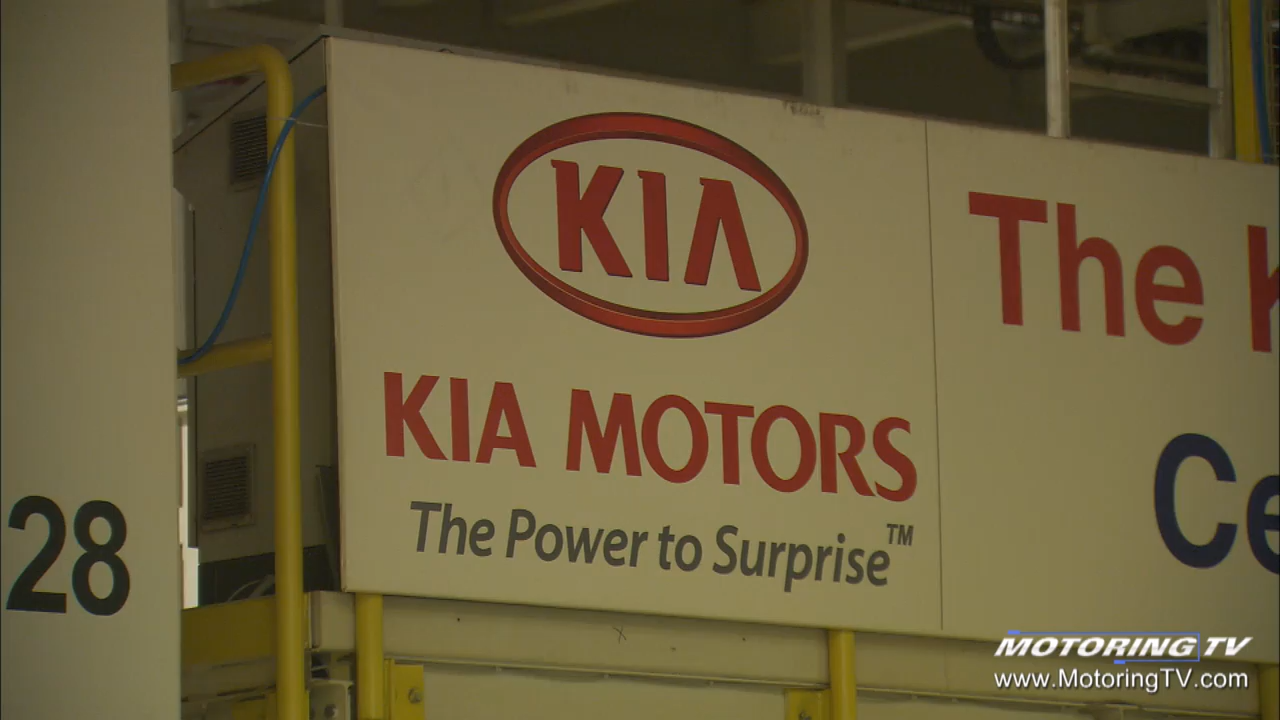 KIA
KIA MOTORS
The Power to Surprise™
The
Ce
28
MOTORING TV
www.MotoringTV.com